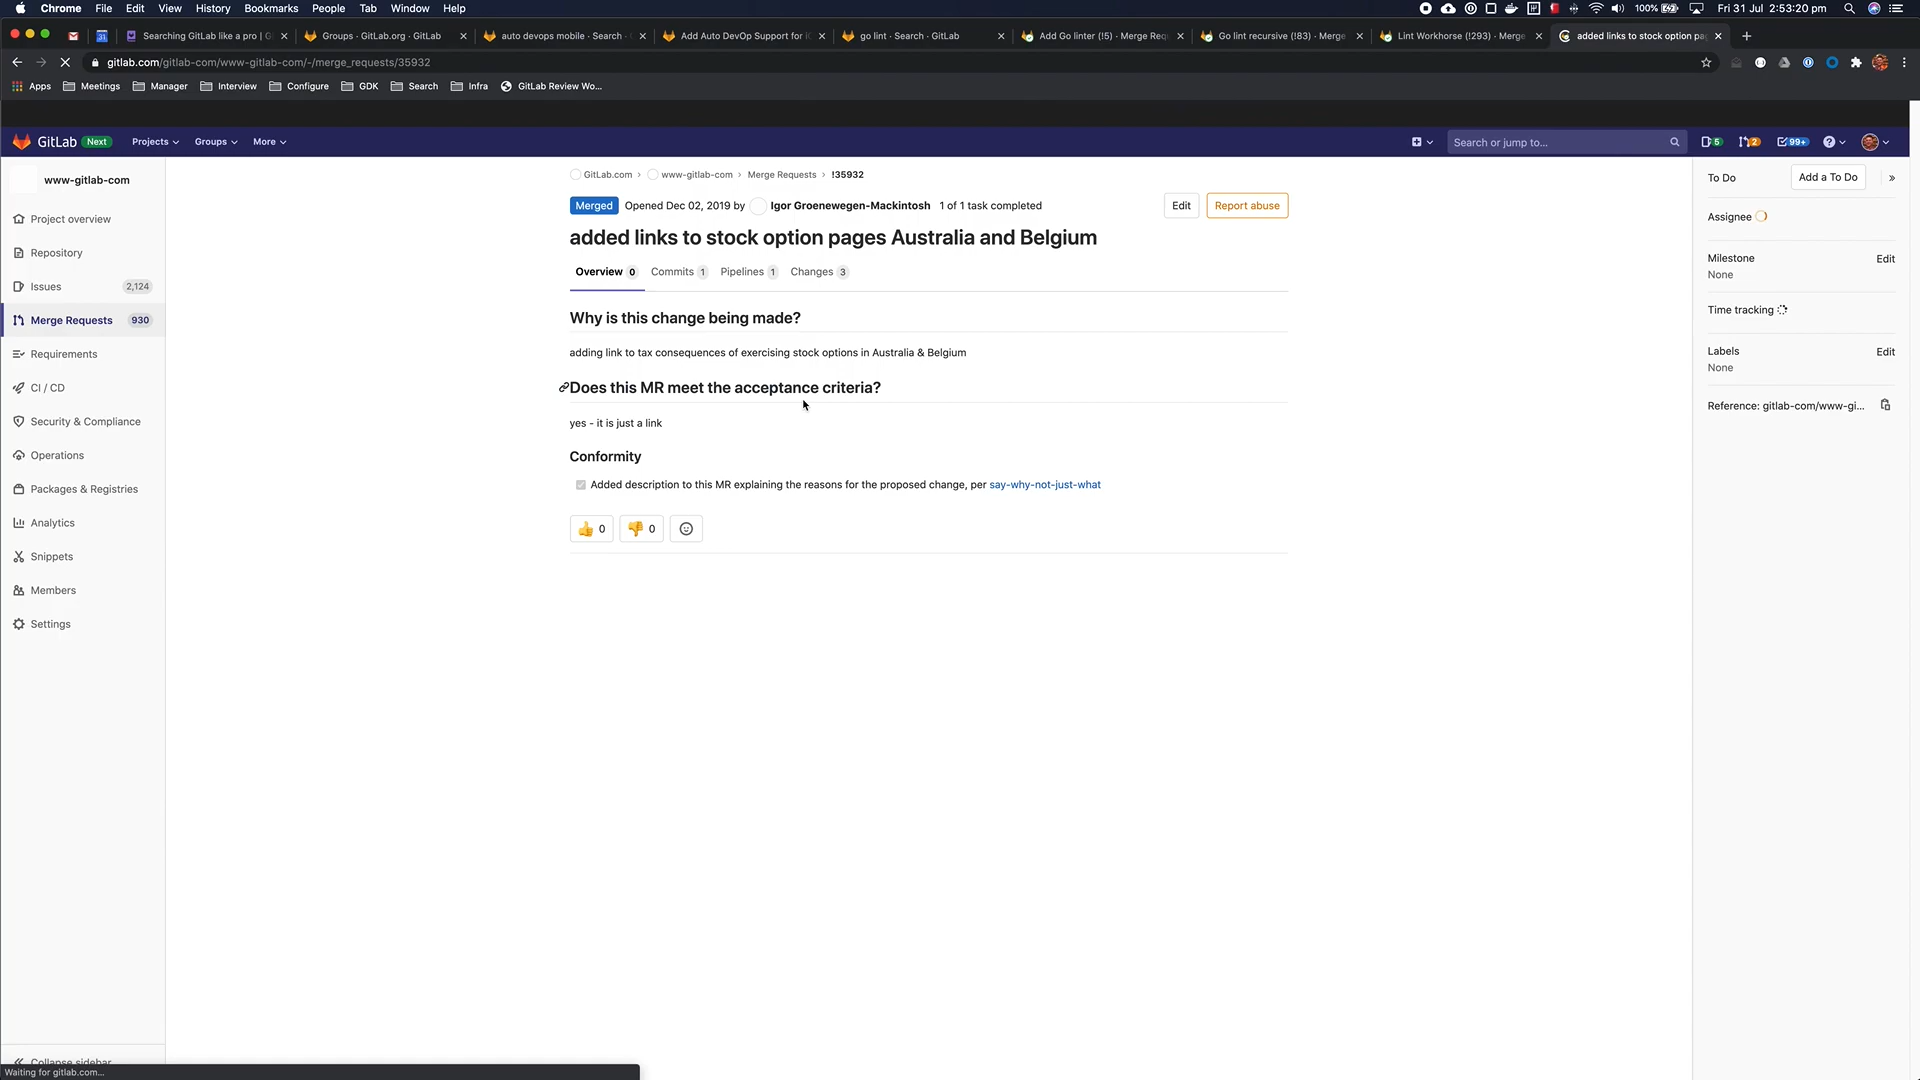 Chrome File Edit View History Bookmarks People Tab Window Help 100% Fri 31 Jul 2:53:20 pm
31 Searching GitLab like a pro | G Groups · GitLab.org · GitLab auto devops mobile · Search · Add Auto DevOp Support for iO go lint · Search · GitLab Add Go linter (!5) · Merge Req Go lint recursive (!83) · Merge Lint Workhorse (!293) · Merge added links to stock option pa
gitlab.com/gitlab-com/www-gitlab-com/-/merge_requests/35932
Apps Meetings Manager Interview Configure GDK Search Infra GitLab Review Wo...
GitLab Next Projects Groups More Search or jump to... 5 2 99+
www-gitlab-com
Project overview
Repository
Issues 2,124
Merge Requests 930
Requirements
CI / CD
Security & Compliance
Operations
Packages & Registries
Analytics
Snippets
Members
Settings
Collapse sidebar
Waiting for gitlab.com...
GitLab.com › www-gitlab-com › Merge Requests › !35932
Merged Opened Dec 02, 2019 by Igor Groenewegen-Mackintosh 1 of 1 task completed Edit Report abuse
added links to stock option pages Australia and Belgium
Overview 0 Commits 1 Pipelines 1 Changes 3
Why is this change being made?
adding link to tax consequences of exercising stock options in Australia & Belgium
Does this MR meet the acceptance criteria?
yes - it is just a link
Conformity
Added description to this MR explaining the reasons for the proposed change, per say-why-not-just-what
0 0
To Do Add a To Do »
Assignee
Milestone Edit
None
Time tracking
Labels Edit
None
Reference: gitlab-com/www-gi...